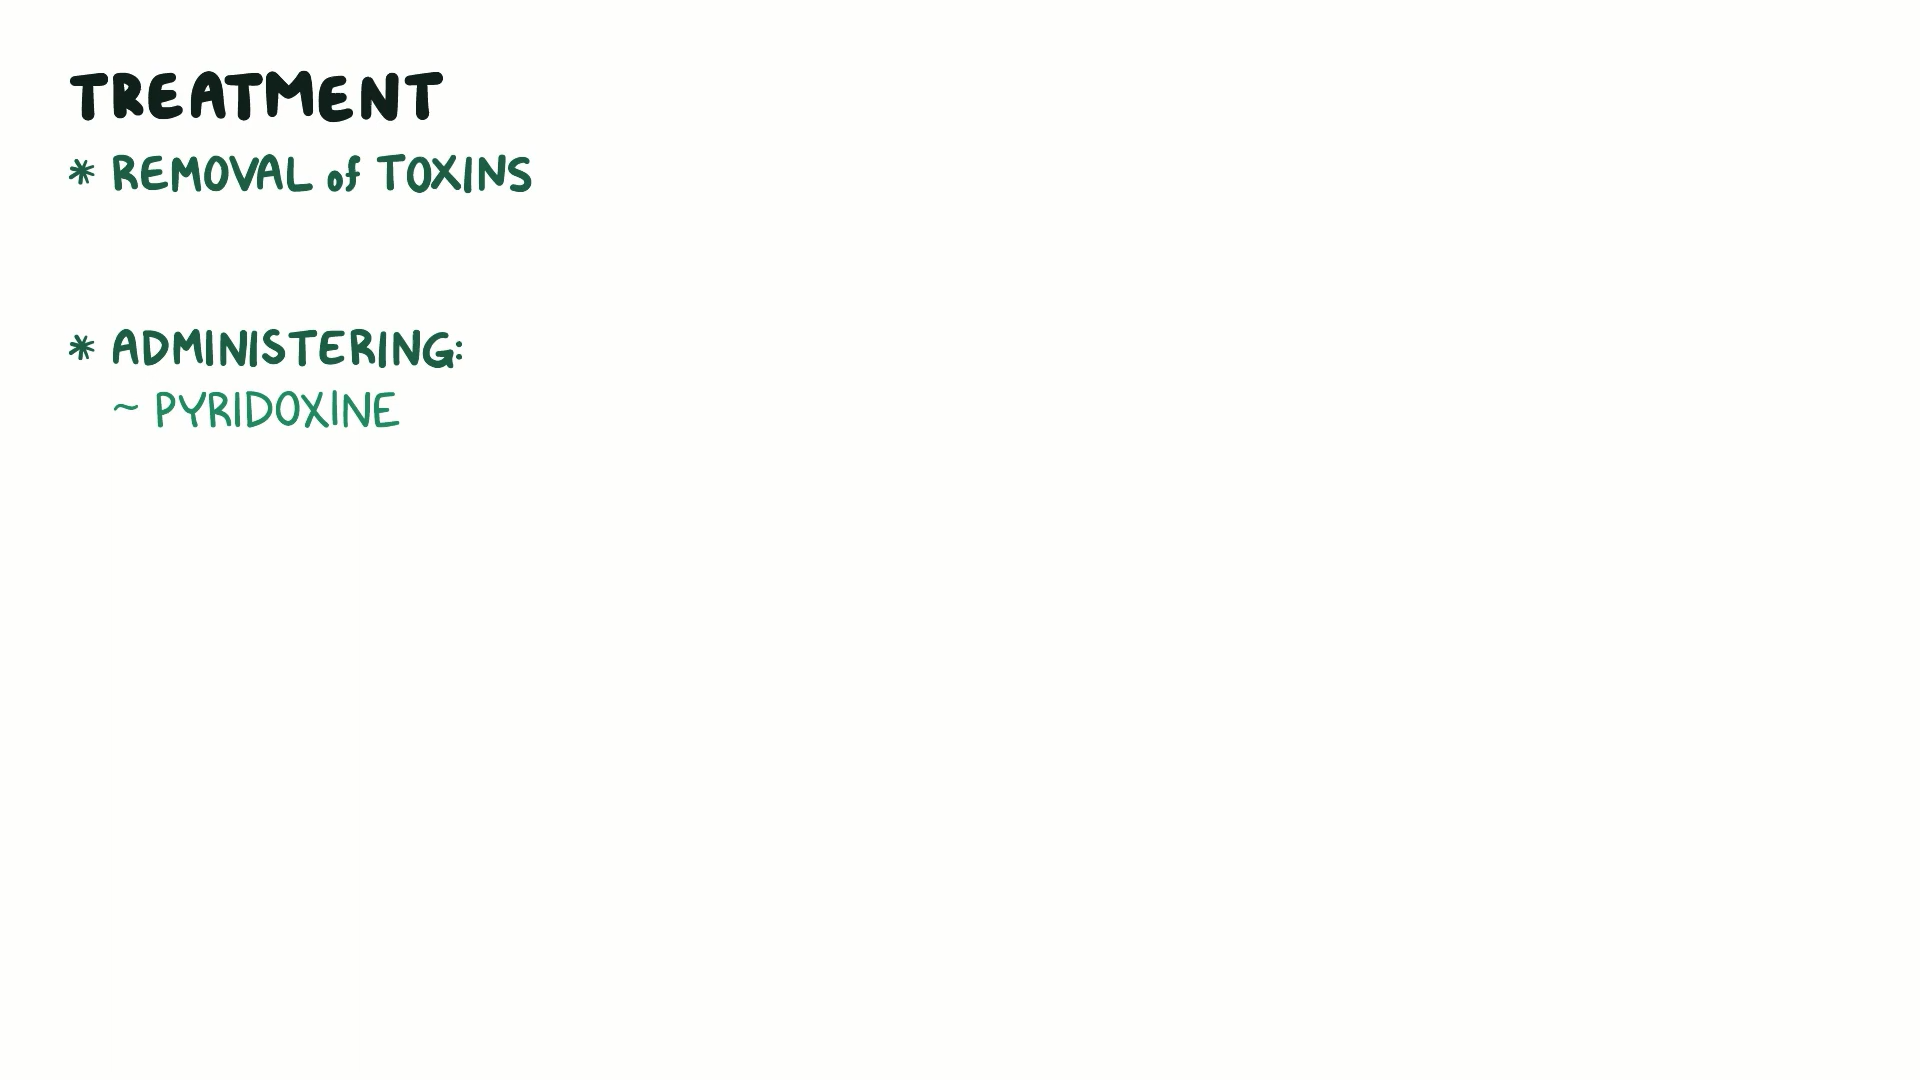 TREATMENT
* REMOVAL of TOXINS
* ADMINISTERING:
~ PYRIDOXINE